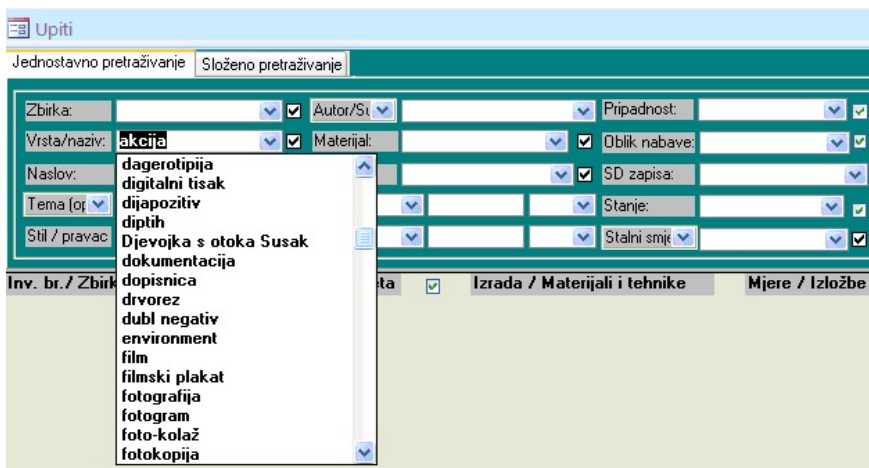 Upiti
Jednostavno pretraživanje Složeno pretraživanje
Zbirka: Autor/Su Pripadnost:
Vrsta/naziv: akcija Materijal: Oblik nabave:
Naslov: SD zapisa:
Tema (op Stanje:
Stil / pravac Stalni smje
dagerotipija
digitalni tisak
dijapozitiv
diptih
Djevojka s otoka Susak
dokumentacija
dopisnica
drvorez
dubl negativ
environment
film
filmski plakat
fotografija
fotogram
foto-kolaž
fotokopija
Inv. br./ Zbirk eta Izrada / Materijali i tehnike Mjere / Izložbe